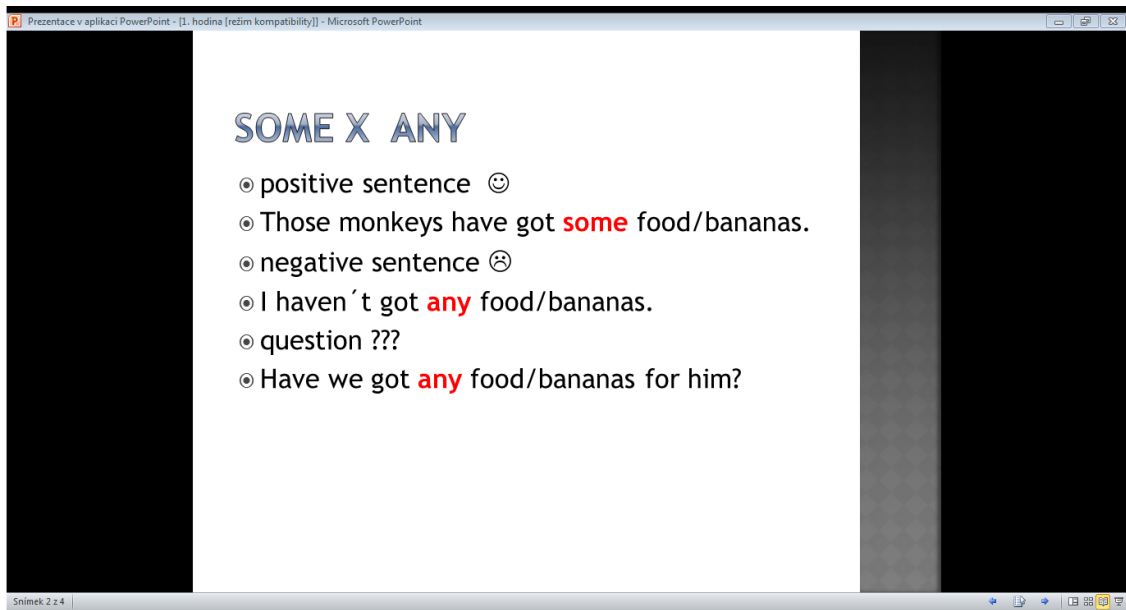 Prezentace v aplikaci PowerPoint - [1. hodina [režim kompatibility]] - Microsoft PowerPoint
SOME X ANY
positive sentence ☺
Those monkeys have got some food/bananas.
negative sentence ☹
I haven´t got any food/bananas.
question ???
Have we got any food/bananas for him?
Snímek 2 z 4